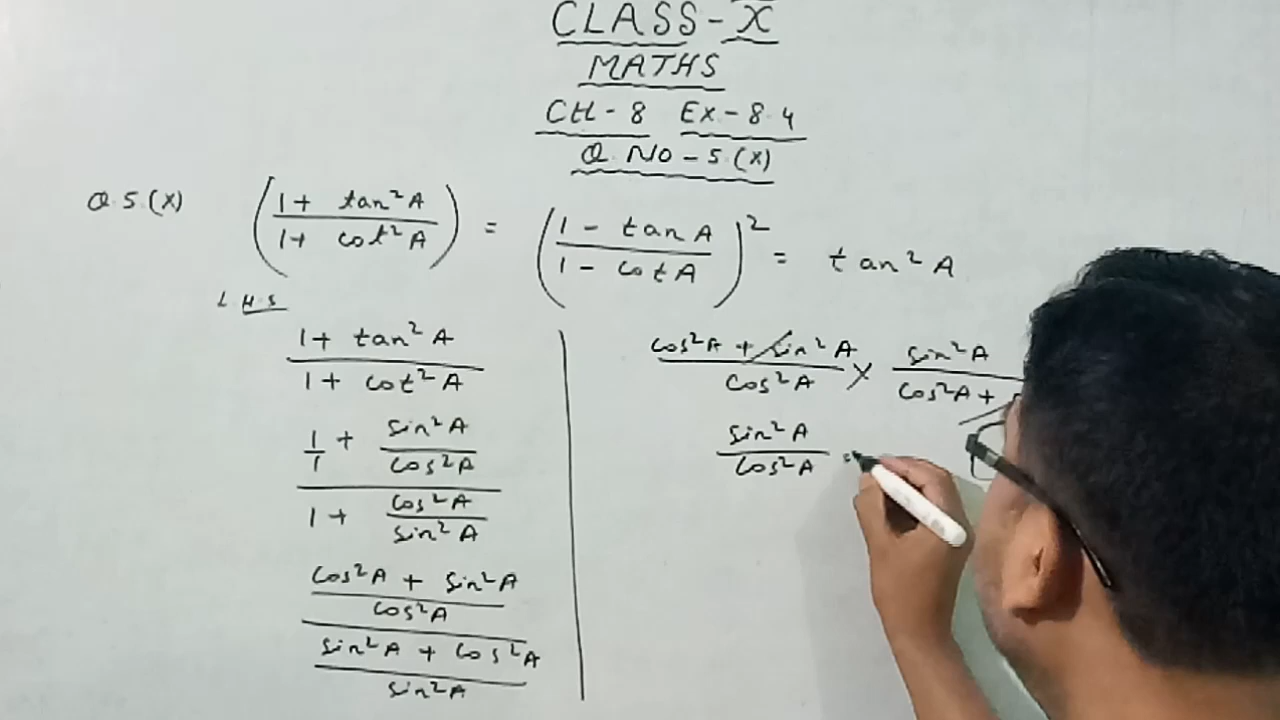 CLASS - X
MATHS
CH - 8 Ex - 8.4
Q. NO - 5.(X)
Q.5.(X) (1 + tan²A / 1 + cot²A) = (1 - tan A / 1 - cot A)² = tan²A
L.H.S
1 + tan²A
1 + cot²A
1/1 + sin²A/cos²A
1 + cos²A/sin²A
cos²A + sin²A
cos²A
sin²A + cos²A
sin²A
cos²A + sin²A / cos²A × sin²A / cos²A +
sin²A
cos²A =